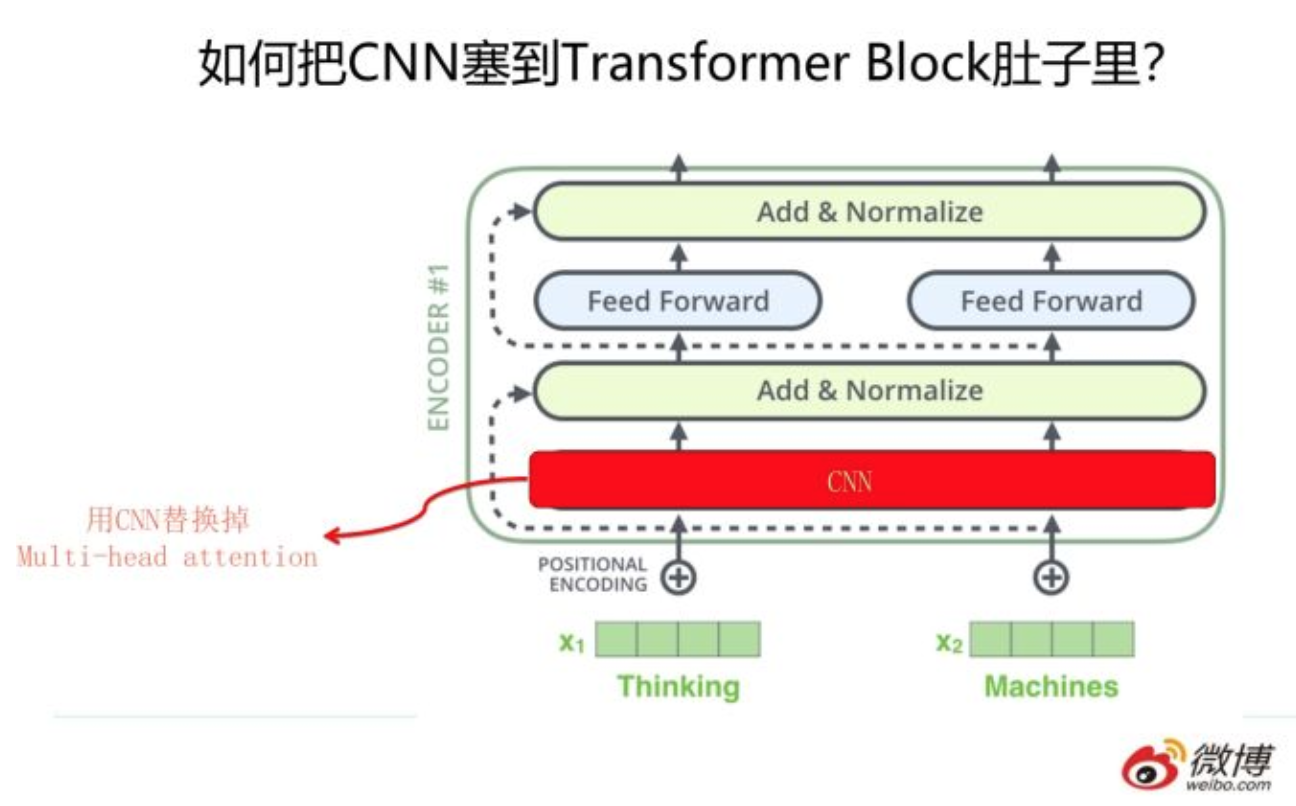 如何把CNN塞到Transformer Block肚子里?
ENCODER #1
Add & Normalize
Feed Forward
Feed Forward
Add & Normalize
CNN
用CNN替换掉
Multi-head attention
POSITIONAL
ENCODING
x₁
x₂
Thinking
Machines
微博
weibo.com